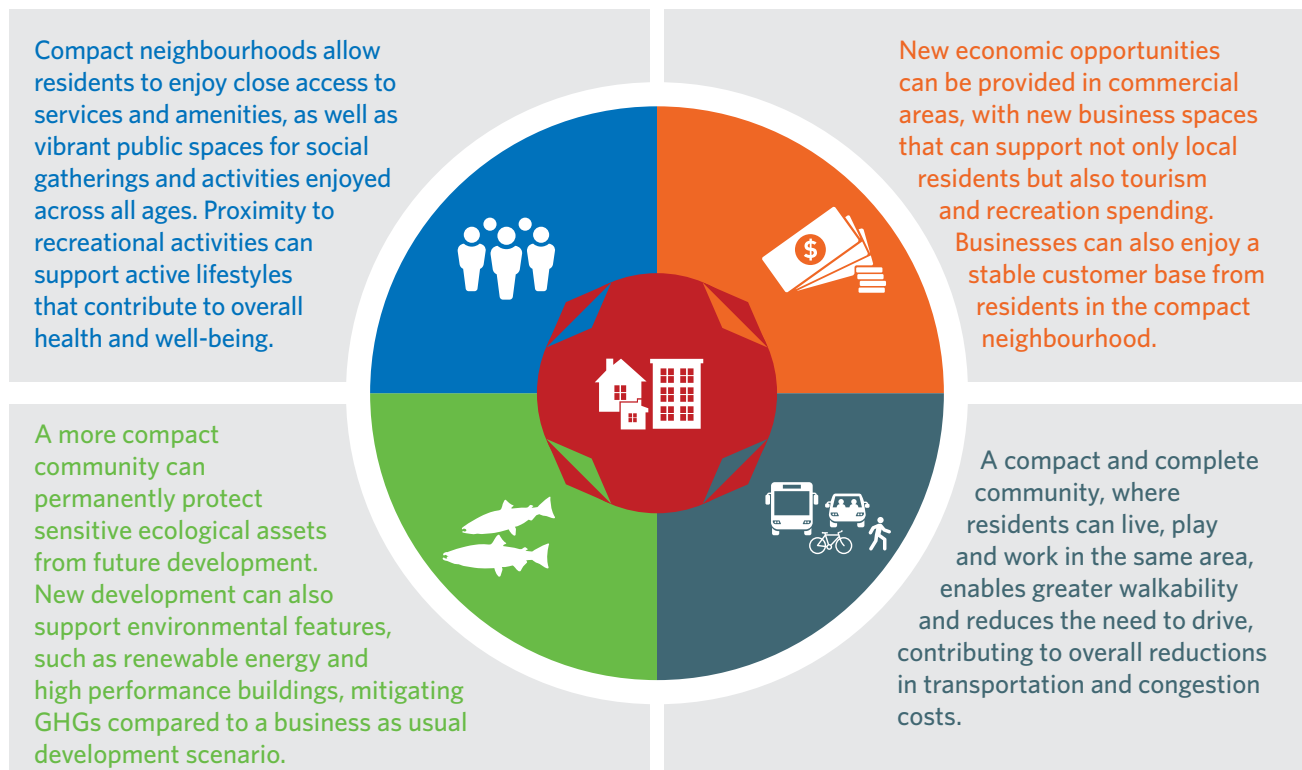 Compact neighbourhoods allow
residents to enjoy close access to
services and amenities, as well as
vibrant public spaces for social
gatherings and activities enjoyed
across all ages. Proximity to
recreational activities can
support active lifestyles
that contribute to overall
health and well-being.
New economic opportunities
can be provided in commercial
areas, with new business spaces
that can support not only local
residents but also tourism
and recreation spending.
Businesses can also enjoy a
stable customer base from
residents in the compact
neighbourhood.
$
A more compact
community can
permanently protect
sensitive ecological assets
from future development.
New development can also
support environmental features,
such as renewable energy and
high performance buildings, mitigating
GHGs compared to a business as usual
development scenario.
A compact and complete
community, where
residents can live, play
and work in the same area,
enables greater walkability
and reduces the need to drive,
contributing to overall reductions
in transportation and congestion
costs.